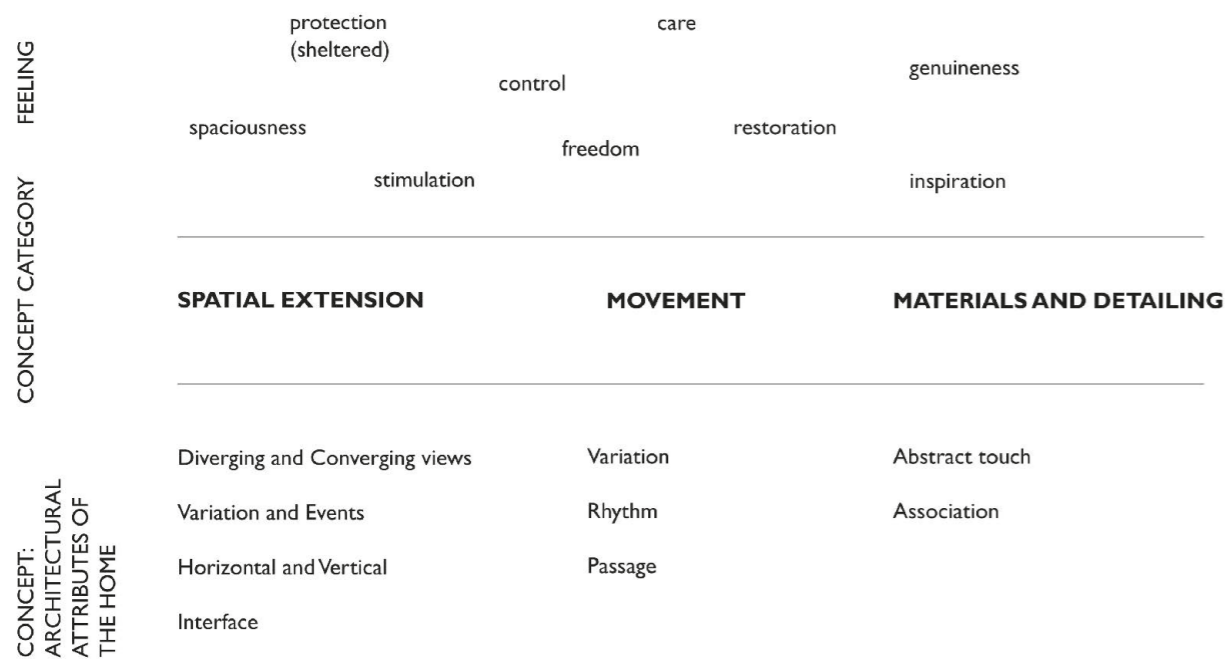 FEELING
protection
(sheltered)
care
control
genuineness
spaciousness
freedom
restoration
stimulation
inspiration
CONCEPT CATEGORY
SPATIAL EXTENSION
MOVEMENT
MATERIALS AND DETAILING
CONCEPT:
ARCHITECTURAL
ATTRIBUTES OF
THE HOME
Diverging and Converging views
Variation and Events
Horizontal and Vertical
Interface
Variation
Rhythm
Passage
Abstract touch
Association